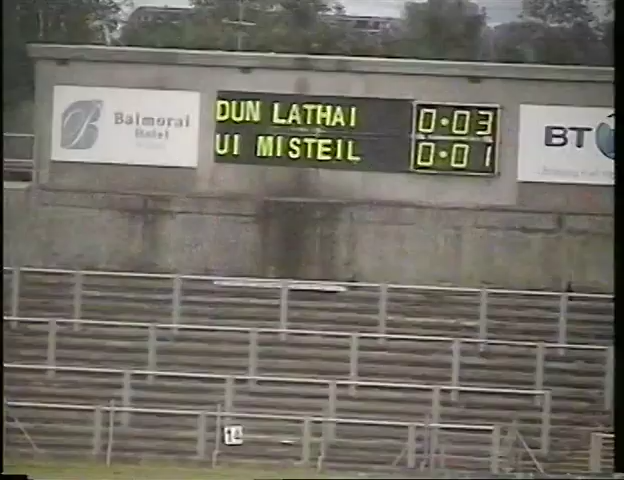 Balmoral
Hotel
DUN LATHAI 0·03
UI MISTEIL 0·01
BT
14